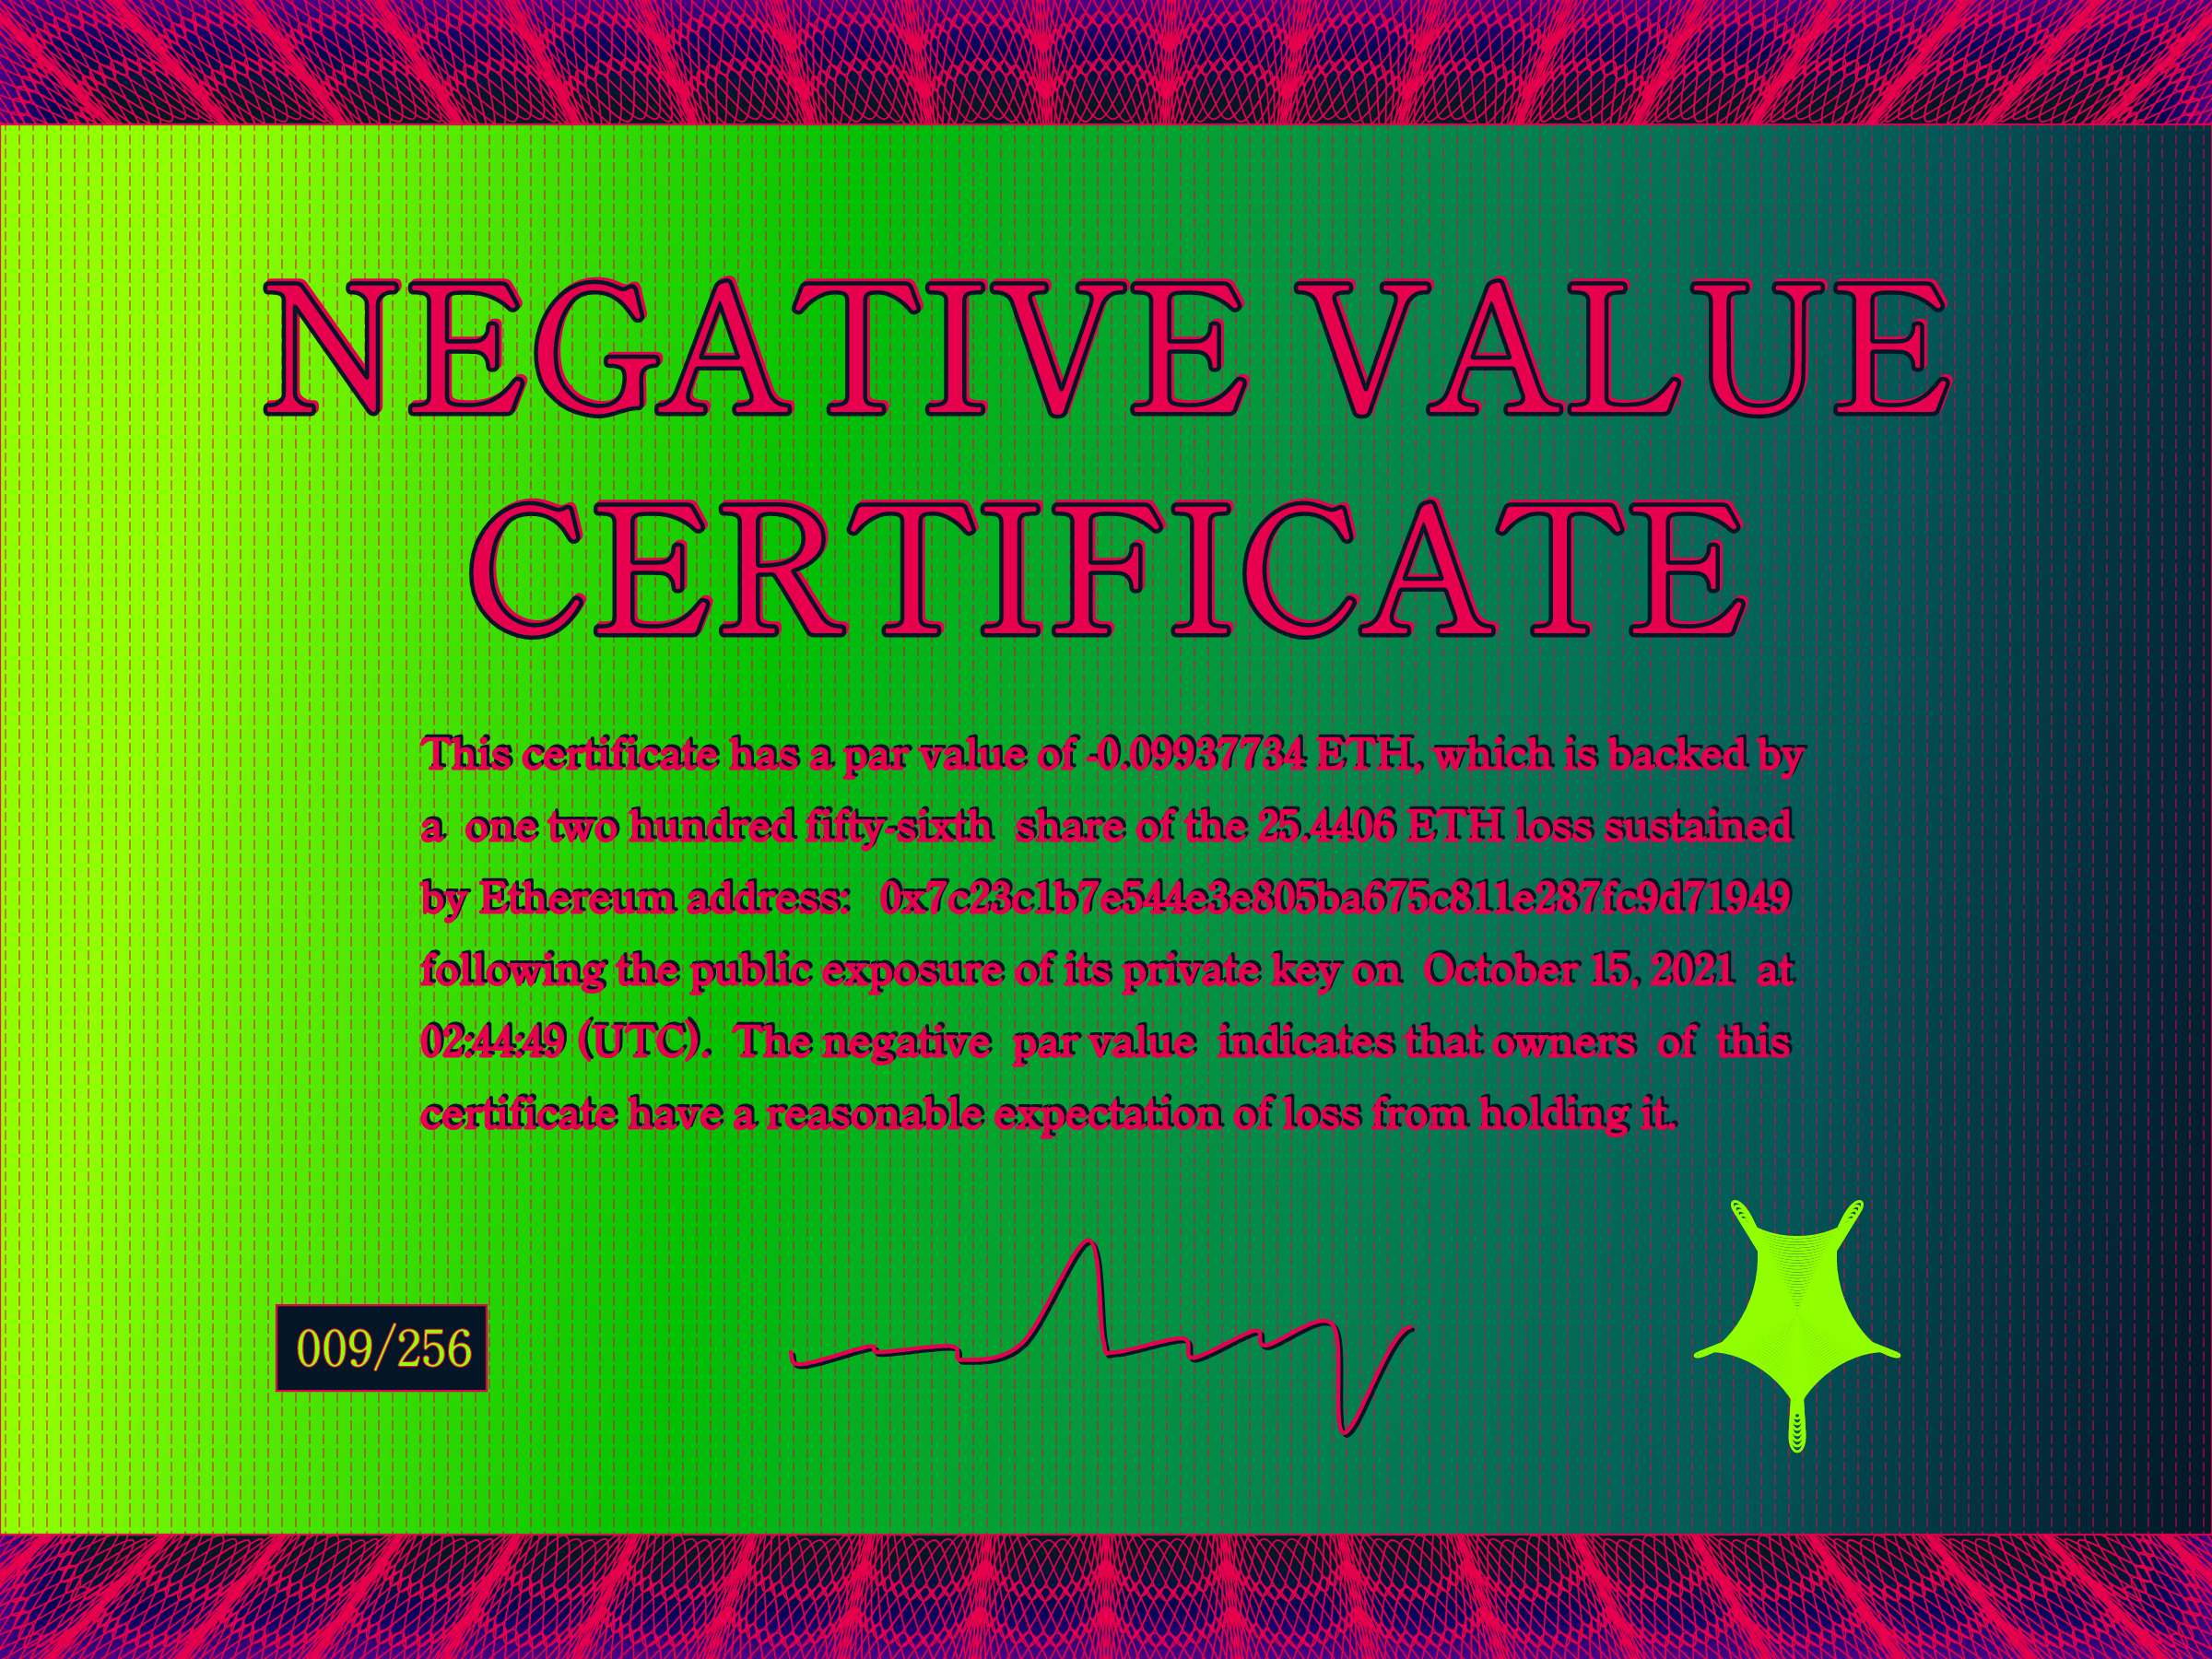 NEGATIVE VALUE
CERTIFICATE
This certificate has a par value of -0.09937734 ETH, which is backed by
a one two hundred fifty-sixth share of the 25.4406 ETH loss sustained
by Ethereum address: 0x7c23c1b7e544e3e805ba675c811e287fc9d71949
following the public exposure of its private key on October 15, 2021 at
02:44:49 (UTC). The negative par value indicates that owners of this
certificate have a reasonable expectation of loss from holding it.
009/256